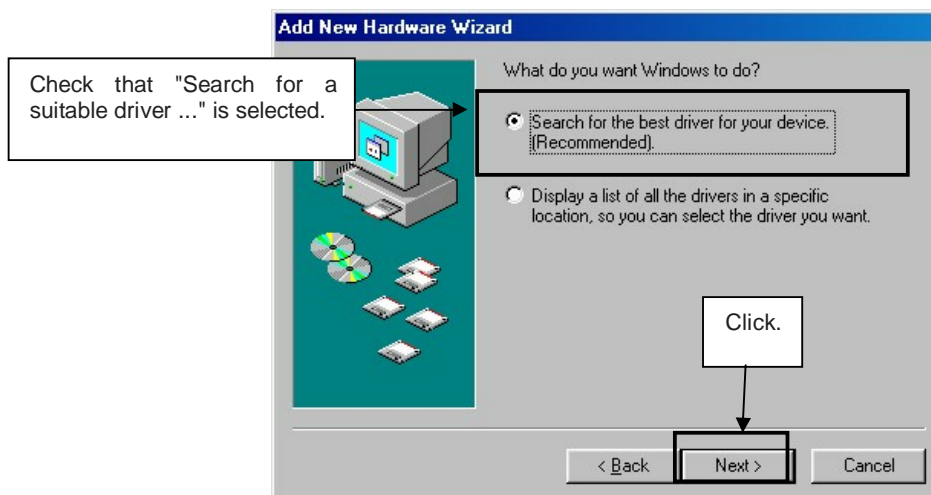 Add New Hardware Wizard
Check that "Search for a
suitable driver ..." is selected.
What do you want Windows to do?
Search for the best driver for your device.
(Recommended).
Display a list of all the drivers in a specific
location, so you can select the driver you want.
Click.
< Back
Next >
Cancel